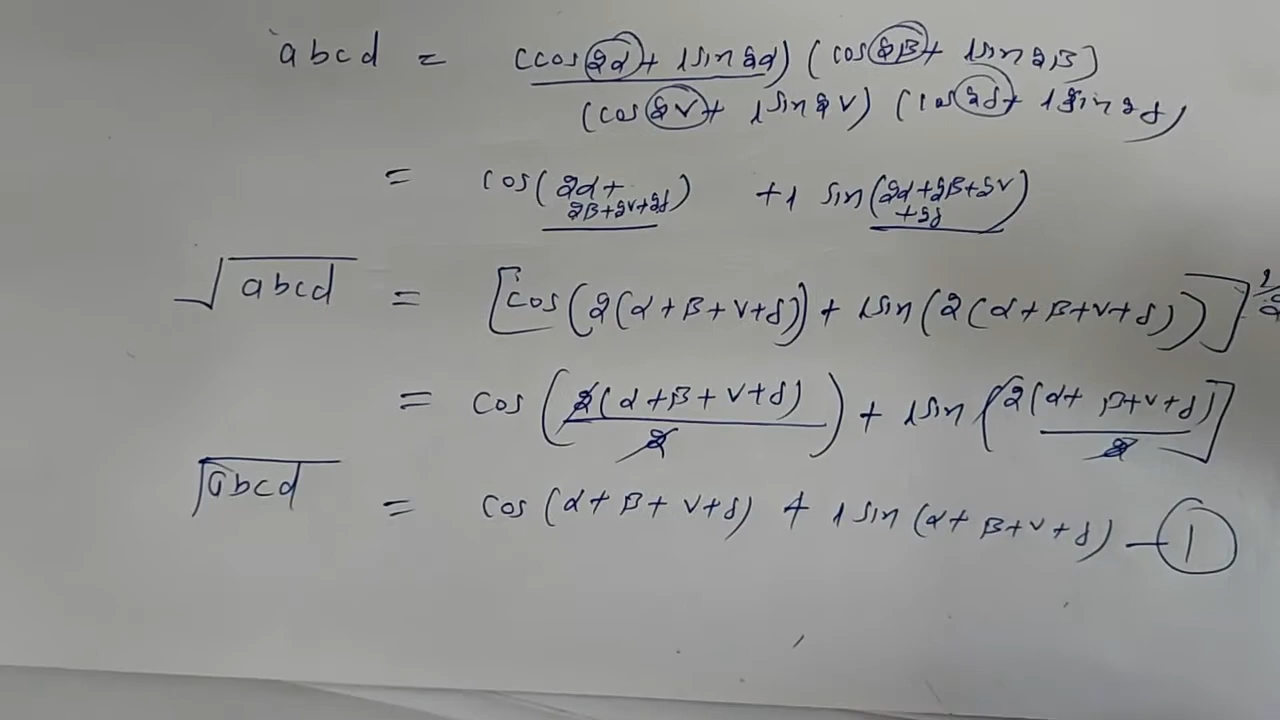 abcd = (cos 2α + i sin 2α) (cos 2β + i sin 2β)
(cos 2γ + i sin 2γ) (cos 2δ + i sin 2δ)
= cos(2α + 2β + 2γ + 2δ) + i sin(2α + 2β + 2γ + 2δ)
√abcd = [cos(2(α + β + γ + δ)) + i sin(2(α + β + γ + δ))]^1/2
= cos(2(α + β + γ + δ)/2) + i sin[2(α + β + γ + δ)/2]
√abcd = cos(α + β + γ + δ) + i sin(α + β + γ + δ) — 1